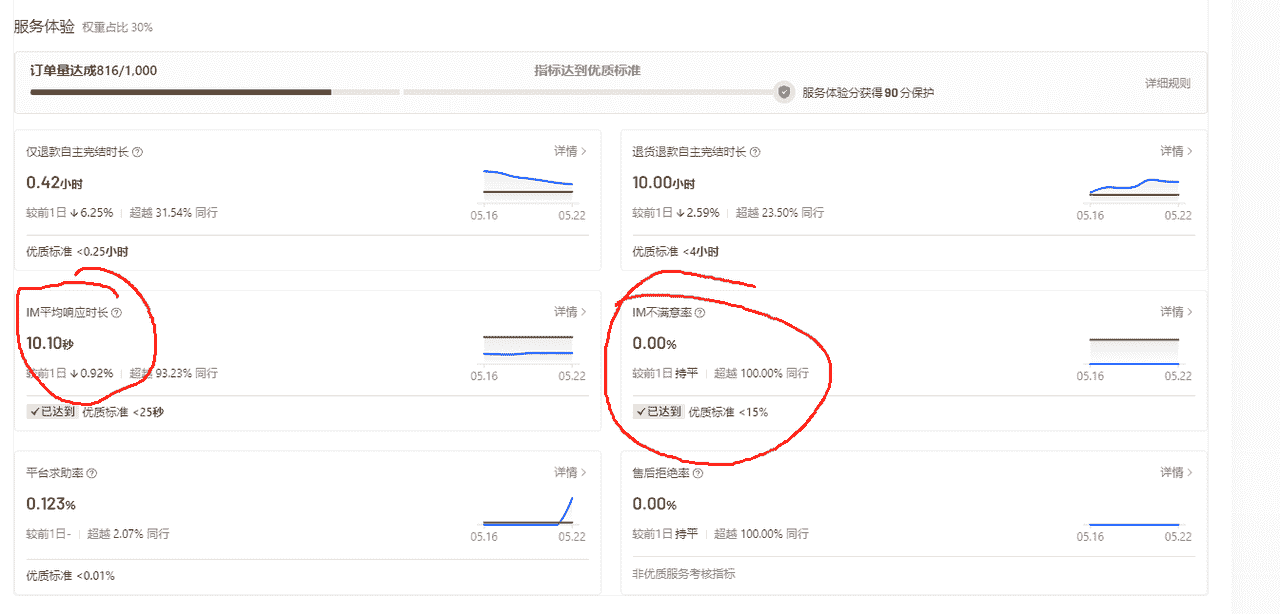 服务体验 权重占比 30%
订单量达成816/1,000 指标达到优质标准
服务体验分获得 90 分保护 详细规则
仅退款自主完结时长 详情
0.42小时
较前1日 ↓ 6.25% 超越 31.54% 同行
05.16 05.22
优质标准 <0.25小时
退货退款自主完结时长 详情
10.00小时
较前1日 ↓ 2.59% 超越 23.50% 同行
05.16 05.22
优质标准 <4小时
IM平均响应时长 详情
10.10秒
较前1日 ↓ 0.92% 超越 93.23% 同行
05.16 05.22
✓已达到 优质标准 <25秒
IM不满意率 详情
0.00%
较前1日 持平 超越 100.00% 同行
05.16 05.22
✓已达到 优质标准 <15%
平台求助率 详情
0.123%
较前1日- 超越 2.07% 同行
05.16 05.22
优质标准 <0.01%
售后拒绝率 详情
0.00%
较前1日 持平 超越 100.00% 同行
05.16 05.22
非优质服务考核指标